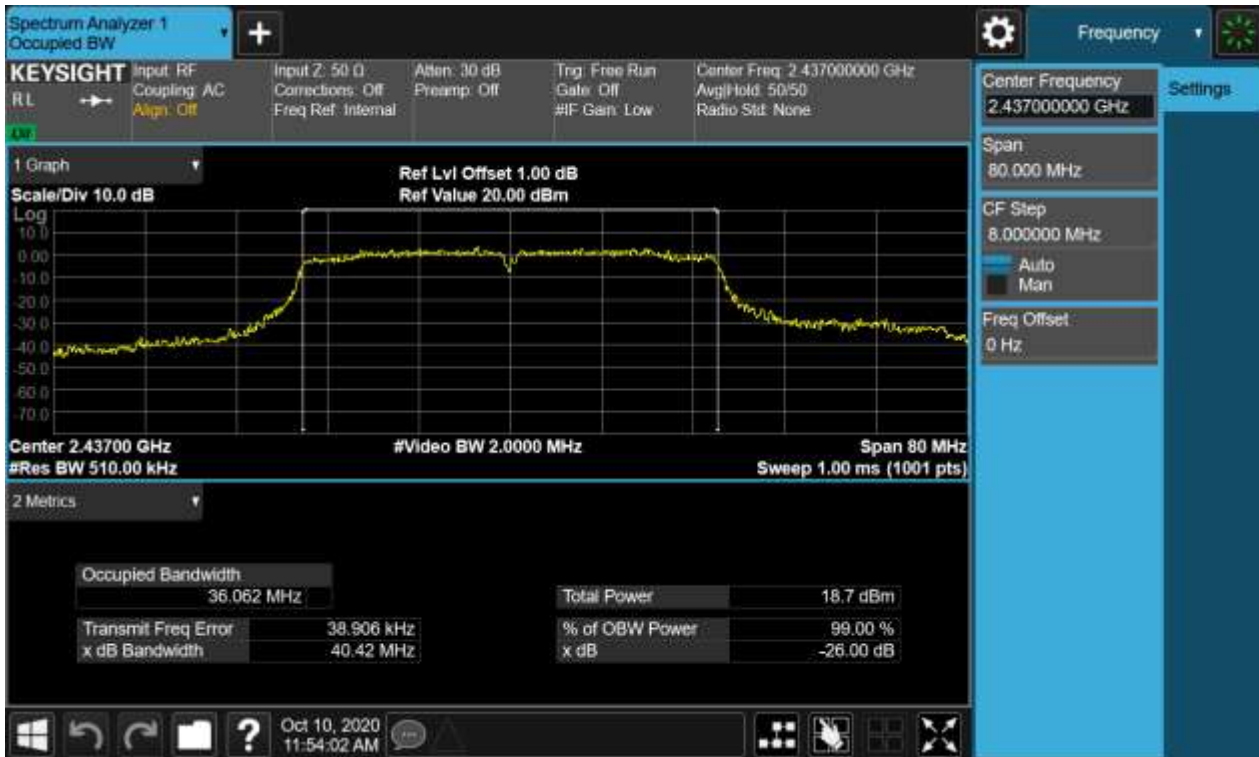 Spectrum Analyzer 1
Occupied BW
Frequency
KEYSIGHT
RL
Input: RF
Coupling: AC
Align: Off
Input Z: 50 Ω
Corrections: Off
Freq Ref: Internal
Atten: 30 dB
Preamp: Off
Trig: Free Run
Gate: Off
#IF Gain: Low
Center Freq: 2.437000000 GHz
Avg|Hold: 50/50
Radio Std: None
1 Graph
Scale/Div 10.0 dB
Ref Lvl Offset 1.00 dB
Ref Value 20.00 dBm
Log
10.0
0.00
-10.0
-20.0
-30.0
-40.0
-50.0
-60.0
-70.0
Center 2.43700 GHz
#Video BW 2.0000 MHz
Span 80 MHz
#Res BW 510.00 kHz
Sweep 1.00 ms (1001 pts)
2 Metrics
Occupied Bandwidth
36.062 MHz
Total Power 18.7 dBm
Transmit Freq Error 38.906 kHz
% of OBW Power 99.00 %
x dB Bandwidth 40.42 MHz
x dB -26.00 dB
Oct 10, 2020
11:54:02 AM
Center Frequency
2.437000000 GHz
Settings
Span
80.000 MHz
CF Step
8.000000 MHz
Auto
Man
Freq Offset
0 Hz